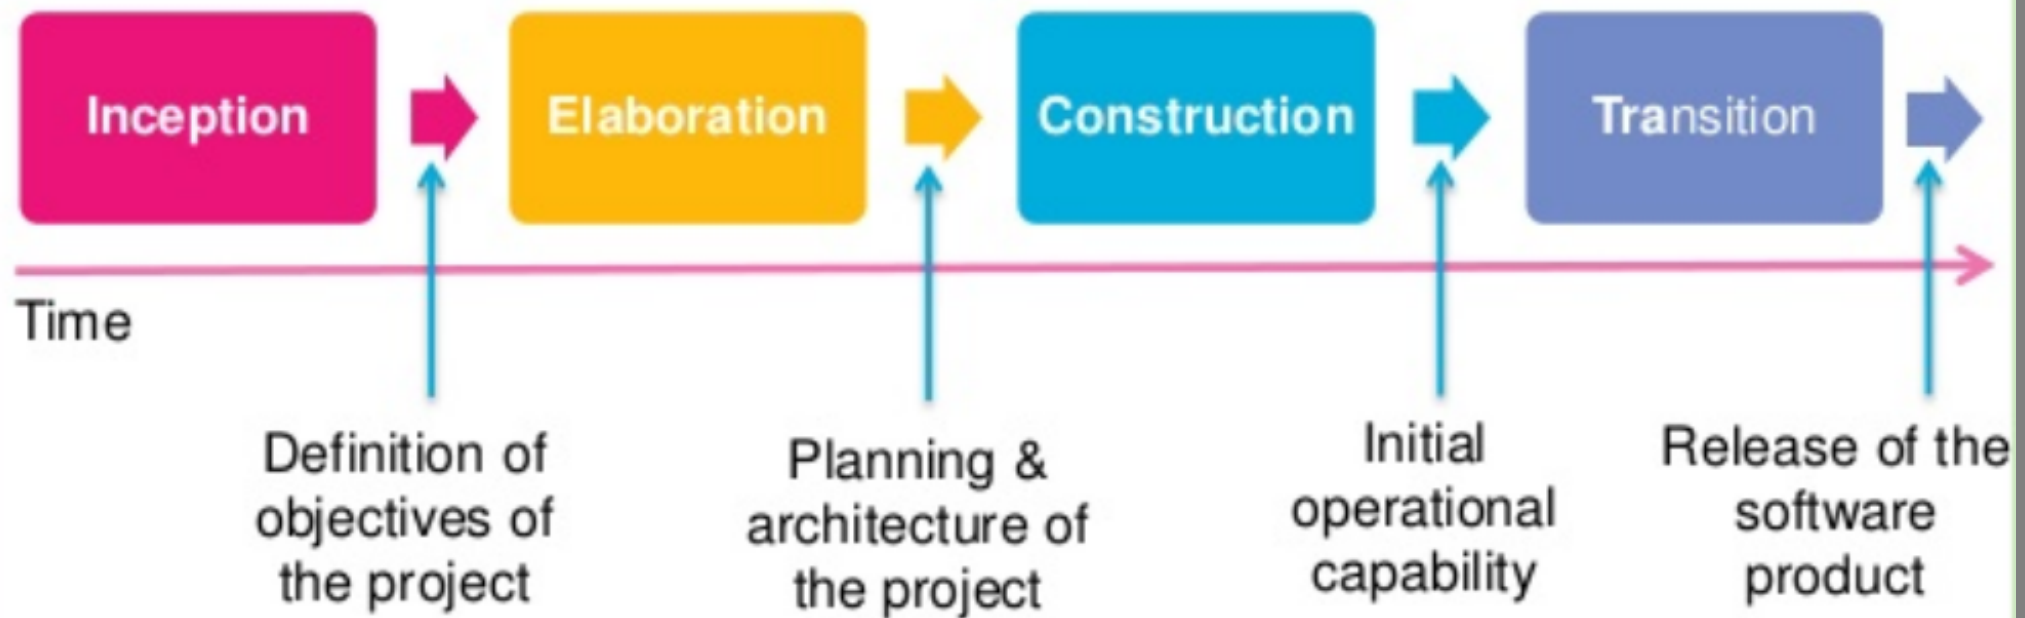 Inception
Elaboration
Construction
Transition
Time
Definition of
objectives of
the project
Planning &
architecture of
the project
Initial
operational
capability
Release of the
software
product